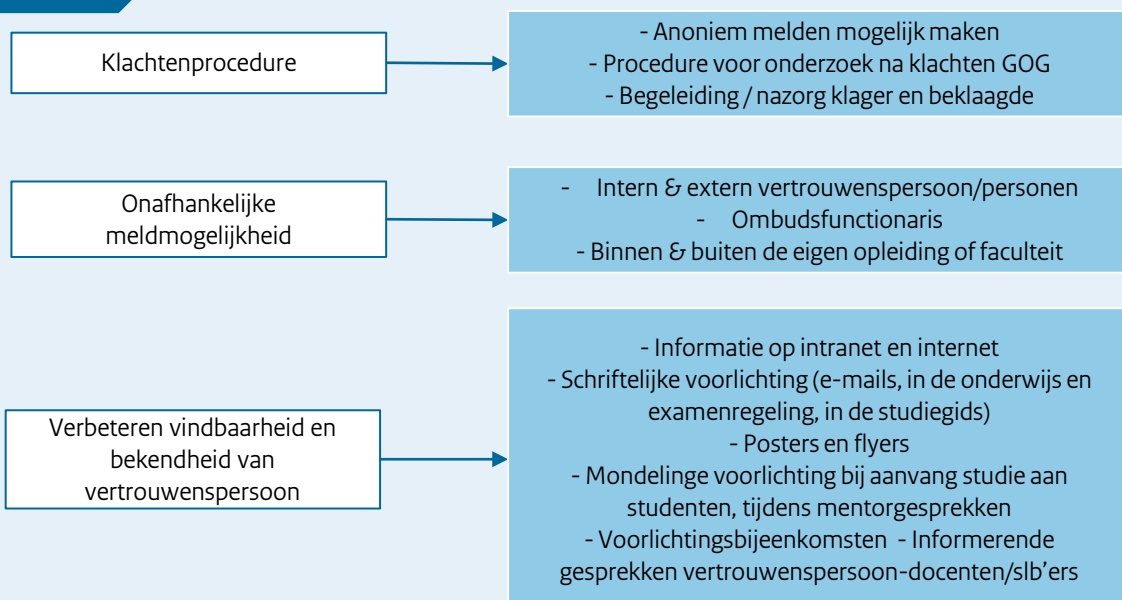 Klachtenprocedure
- Anoniem melden mogelijk maken
- Procedure voor onderzoek na klachten GOG
- Begeleiding / nazorg klager en beklaagde
Onafhankelijke
meldmogelijkheid
- Intern & extern vertrouwenspersoon/personen
- Ombudsfunctionaris
- Binnen & buiten de eigen opleiding of faculteit
Verbeteren vindbaarheid en
bekendheid van
vertrouwenspersoon
- Informatie op intranet en internet
- Schriftelijke voorlichting (e-mails, in de onderwijs en
examenregeling, in de studiegids)
- Posters en flyers
- Mondelinge voorlichting bij aanvang studie aan
studenten, tijdens mentorgesprekken
- Voorlichtingsbijeenkomsten - Informerende
gesprekken vertrouwenspersoon-docenten/slb'ers